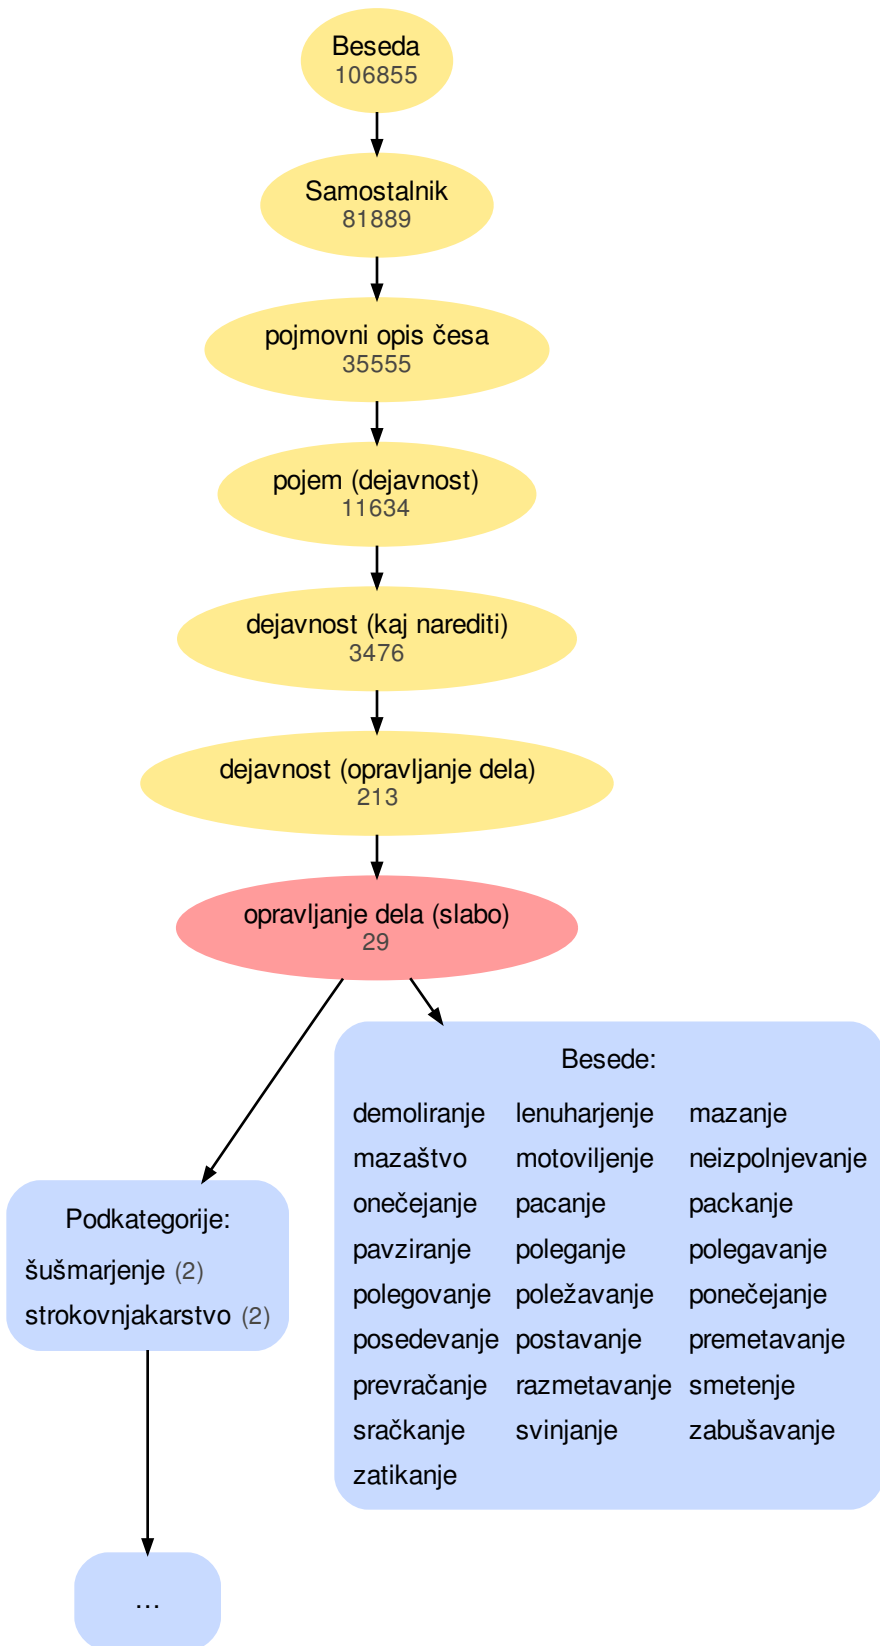 Beseda
106855
Samostalnik
81889
pojmovni opis česa
35555
pojem (dejavnost)
11634
dejavnost (kaj narediti)
3476
dejavnost (opravljanje dela)
213
opravljanje dela (slabo)
29
Besede:
demoliranje lenuharjenje mazanje
mazaštvo motoviljenje neizpolnjevanje
onečejanje pacanje packanje
pavziranje poleganje polegavanje
polegovanje poležavanje ponečejanje
posedevanje postavanje premetavanje
prevračanje razmetavanje smetenje
sračkanje svinjanje zabušavanje
zatikanje
Podkategorije:
šušmarjenje (2)
strokovnjakarstvo (2)
...